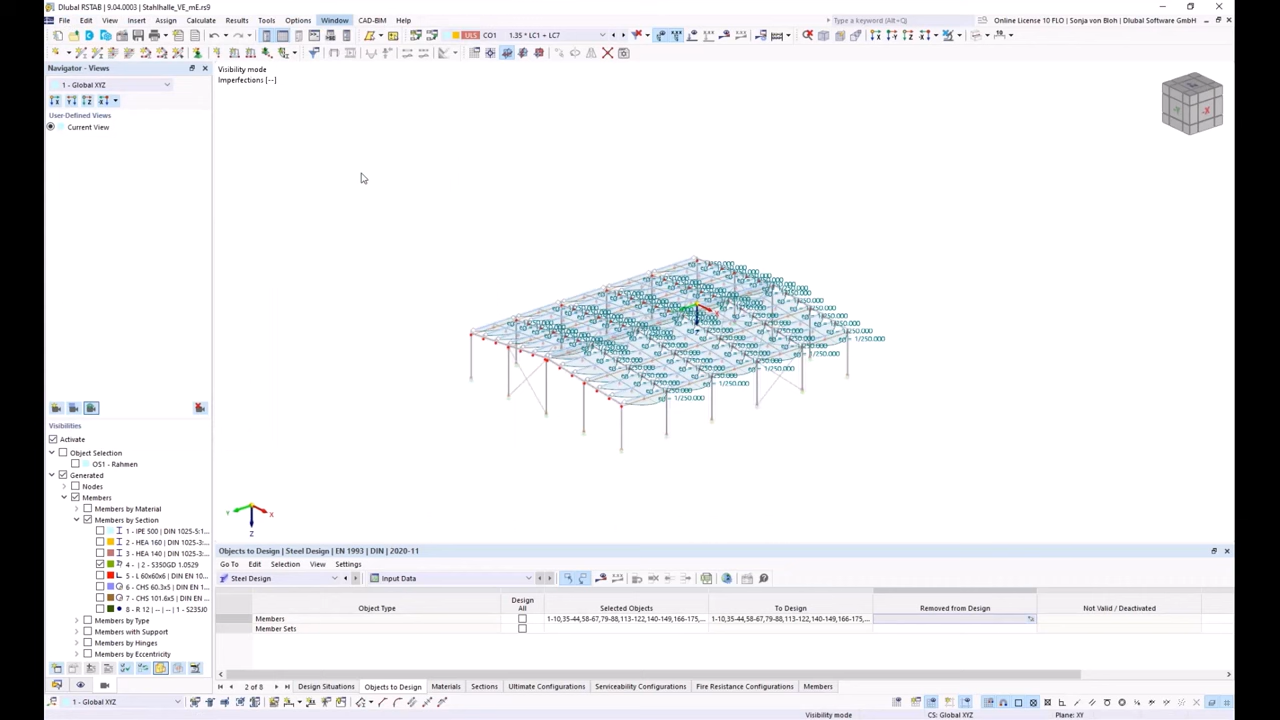 Dlubal RSTAB | 9.04.0003 | Stahlhalle_VE_mE.rs9
File Edit View Insert Assign Calculate Results Tools Options Window CAD-BIM Help
Type a keyword (Alt+Q)
Online License 10 FLO | Sonja von Bloh | Dlubal Software GmbH
ULS CO1 1.35 * LC1 + LC7
Navigator - Views
1 - Global XYZ
User-Defined Views
Current View
Visibility mode
Imperfections [--]
-Y -X
1/250.000
Visibilities
Activate
Object Selection
OS1 - Rahmen
Generated
Nodes
Members
Members by Material
Members by Section
1 - IPE 500 | DIN 1025-5:1...
2 - HEA 160 | DIN 1025-3:...
3 - HEA 140 | DIN 1025-3:...
4 - | 2 - S350GD 1.0529
5 - L 60x60x6 | DIN EN 10...
6 - CHS 60.3x5 | DIN EN ...
7 - CHS 101.6x5 | DIN EN ...
8 - R 12 | -- | -- | 1 - S235J0
Members by Type
Members with Support
Members by Hinges
Members by Eccentricity
Y X
Z
Objects to Design | Steel Design | EN 1993 | DIN | 2020-11
Go To Edit Selection View Settings
Steel Design Input Data
Object Type Design All Selected Objects To Design Removed from Design Not Valid / Deactivated
Members 1-10,35-44,58-67,79-88,113-122,140-149,166-175,... 1-10,35-44,58-67,79-88,113-122,140-149,166-175,...
Member Sets
2 of 8 Design Situations Objects to Design Materials Sections Ultimate Configurations Serviceability Configurations Fire Resistance Configurations Members
1 - Global XYZ
Visibility mode CS: Global XYZ Plane: XY